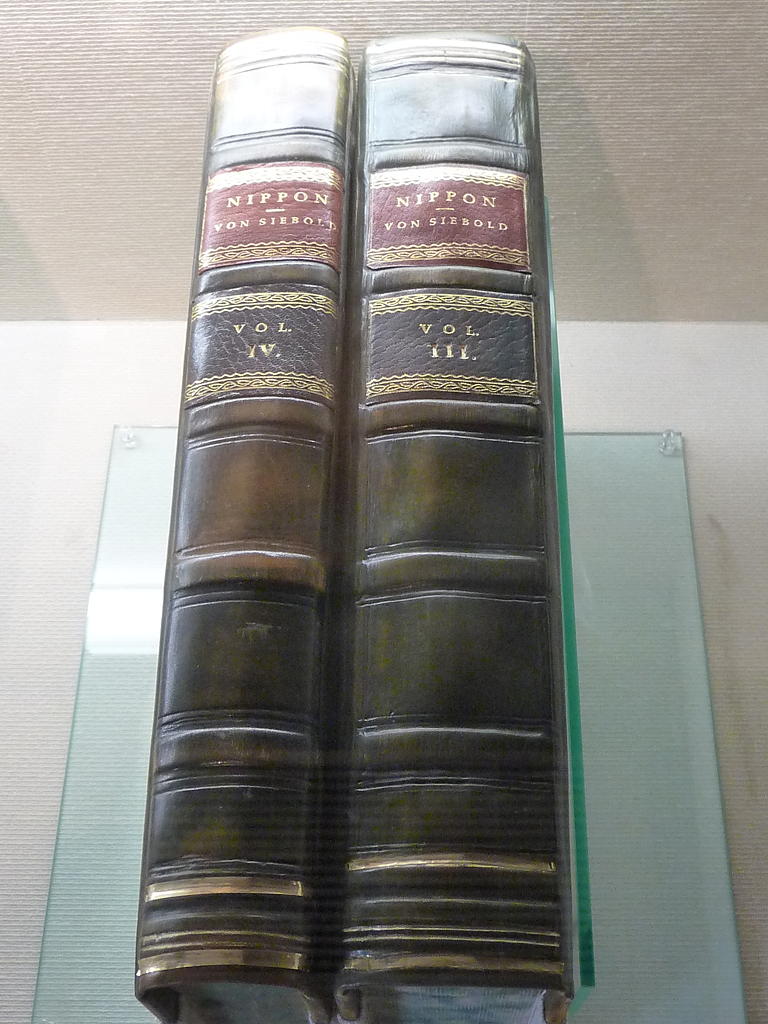 NIPPON
VON SIEBOLD
VOL.
IV.
NIPPON
VON SIEBOLD
VOL.
III.